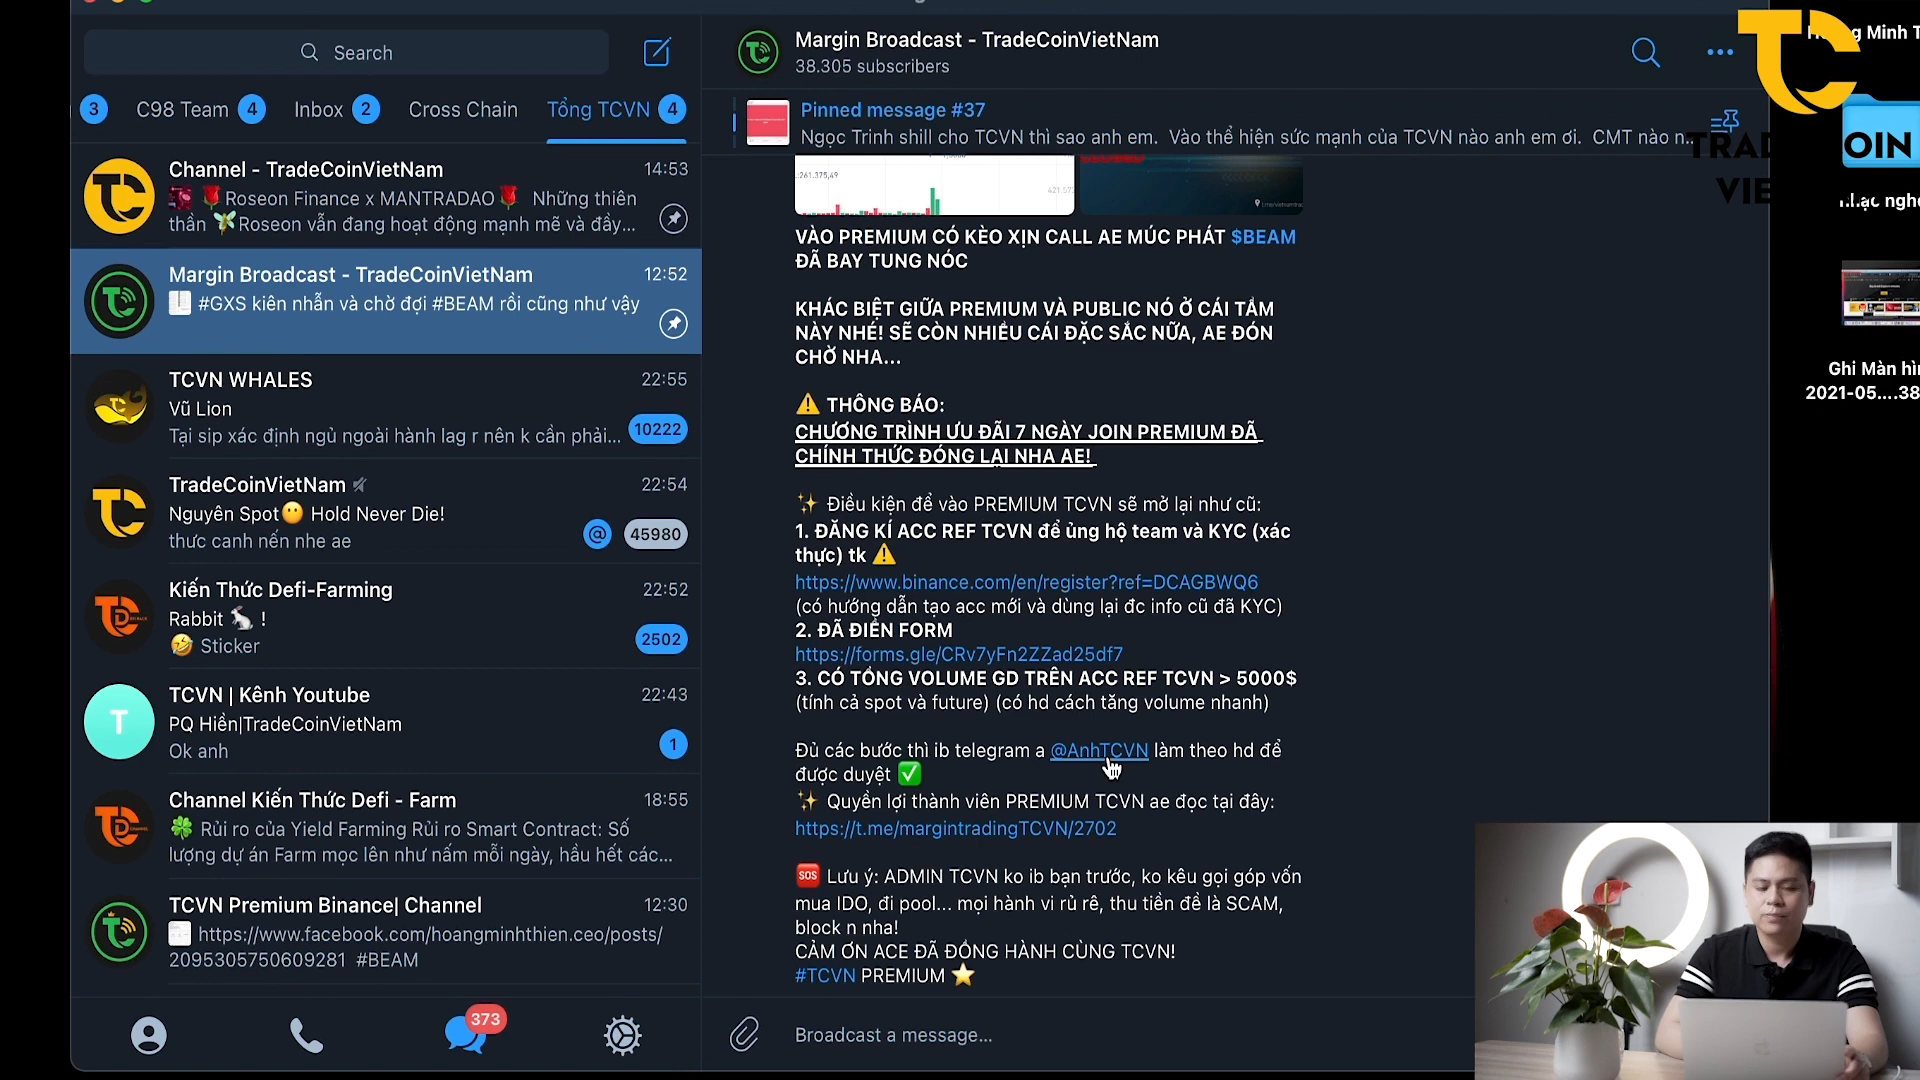 Search
3
C98 Team 4
Inbox 2
Cross Chain
Tổng TCVN 4
Channel - TradeCoinVietNam 14:53
🌹Roseon Finance x MANTRADAO🌹 Những thiên
thần 🧚Roseon vẫn đang hoạt động mạnh mẽ và đầy...
Margin Broadcast - TradeCoinVietNam 12:52
#GXS kiên nhẫn và chờ đợi #BEAM rồi cũng như vậy
TCVN WHALES 22:55
Vũ Lion
Tại sip xác định ngủ ngoài hành lag r nên k cần phải... 10222
TradeCoinVietNam 22:54
Nguyên Spot😶 Hold Never Die!
thưc canh nến nhe ae @ 45980
Kiến Thức Defi-Farming 22:52
Rabbit 🐇 !
🤣 Sticker 2502
T
TCVN | Kênh Youtube 22:43
PQ Hiền|TradeCoinVietNam
Ok anh 1
Channel Kiến Thức Defi - Farm 18:55
🍀 Rủi ro của Yield Farming Rủi ro Smart Contract: Số
lượng dự án Farm mọc lên như nấm mỗi ngày, hầu hết các...
TCVN Premium Binance| Channel 12:30
https://www.facebook.com/hoangminhthien.ceo/posts/
2095305750609281 #BEAM
373
Margin Broadcast - TradeCoinVietNam
38.305 subscribers
Pinned message #37
Ngọc Trinh shill cho TCVN thì sao anh em. Vào thể hiện sức mạnh của TCVN nào anh em ơi. CMT nào n...
261.375,49
VÀO PREMIUM CÓ KÈO XỊN CALL AE MÚC PHÁT $BEAM
ĐÃ BAY TUNG NÓC
KHÁC BIỆT GIỮA PREMIUM VÀ PUBLIC NÓ Ở CÁI TẦM
NÀY NHÉ! SẼ CÒN NHIỀU CÁI ĐẶC SẮC NỮA, AE ĐÓN
CHỜ NHA...
⚠️ THÔNG BÁO:
CHƯƠNG TRÌNH ƯU ĐÃI 7 NGÀY JOIN PREMIUM ĐÃ
CHÍNH THỨC ĐÓNG LẠI NHA AE!
✨ Điều kiện để vào PREMIUM TCVN sẽ mở lại như cũ:
1. ĐĂNG KÍ ACC REF TCVN để ủng hộ team và KYC (xác
thực) tk ⚠️
https://www.binance.com/en/register?ref=DCAGBWQ6
(có hướng dẫn tạo acc mới và dùng lại đc info cũ đã KYC)
2. ĐÃ ĐIỀN FORM
https://forms.gle/CRv7yFn2ZZad25df7
3. CÓ TỔNG VOLUME GD TRÊN ACC REF TCVN > 5000$
(tính cả spot và future) (có hd cách tăng volume nhanh)
Đủ các bước thì ib telegram a @AnhTCVN làm theo hd để
được duyệt ✅
✨ Quyền lợi thành viên PREMIUM TCVN ae đọc tại đây:
https://t.me/margintradingTCVN/2702
🆘 Lưu ý: ADMIN TCVN ko ib bạn trước, ko kêu gọi góp vốn
mua IDO, đi pool... mọi hành vi rủ rê, thu tiền đề là SCAM,
block n nha!
CẢM ƠN ACE ĐÃ ĐỒNG HÀNH CÙNG TCVN!
#TCVN PREMIUM ⭐
Broadcast a message...
Minh T
COIN
VIE
Ghi Màn hìn
2021-05....38